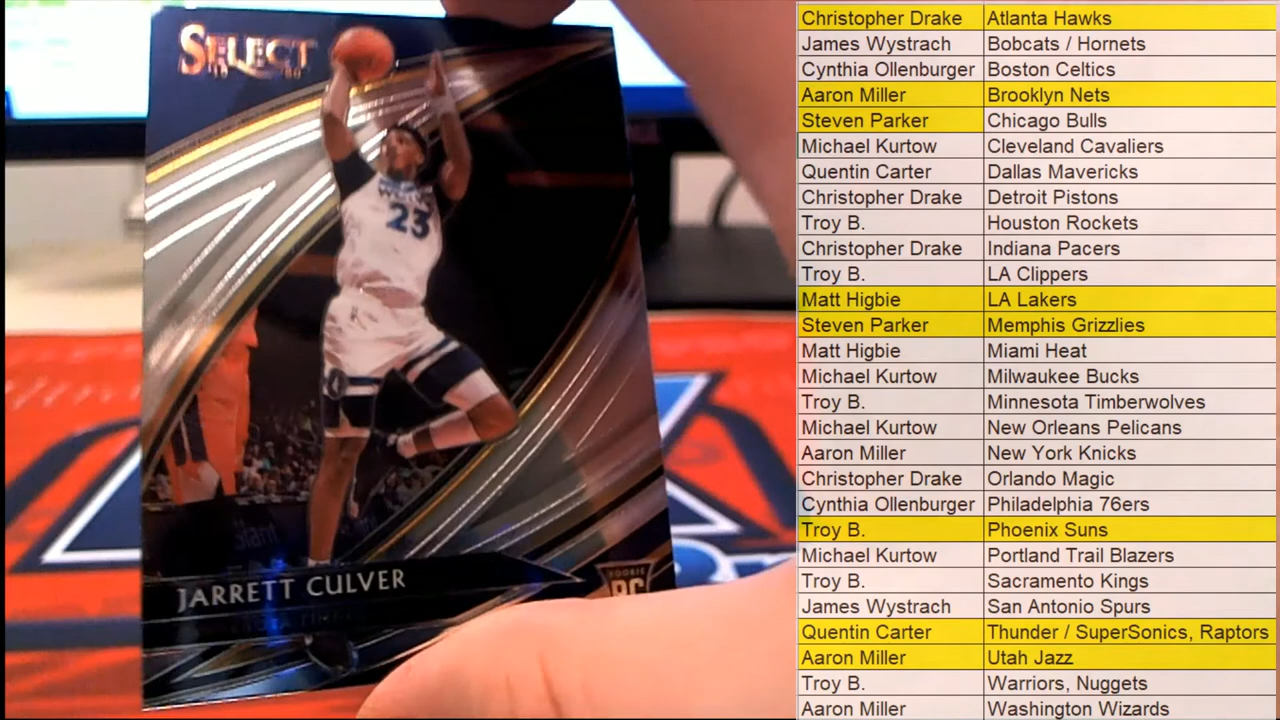 SELECT
WOLVES
23
JARRETT CULVER
ROOKIE
RC
Christopher Drake Atlanta Hawks
James Wystrach Bobcats / Hornets
Cynthia Ollenburger Boston Celtics
Aaron Miller Brooklyn Nets
Steven Parker Chicago Bulls
Michael Kurtow Cleveland Cavaliers
Quentin Carter Dallas Mavericks
Christopher Drake Detroit Pistons
Troy B. Houston Rockets
Christopher Drake Indiana Pacers
Troy B. LA Clippers
Matt Higbie LA Lakers
Steven Parker Memphis Grizzlies
Matt Higbie Miami Heat
Michael Kurtow Milwaukee Bucks
Troy B. Minnesota Timberwolves
Michael Kurtow New Orleans Pelicans
Aaron Miller New York Knicks
Christopher Drake Orlando Magic
Cynthia Ollenburger Philadelphia 76ers
Troy B. Phoenix Suns
Michael Kurtow Portland Trail Blazers
Troy B. Sacramento Kings
James Wystrach San Antonio Spurs
Quentin Carter Thunder / SuperSonics, Raptors
Aaron Miller Utah Jazz
Troy B. Warriors, Nuggets
Aaron Miller Washington Wizards